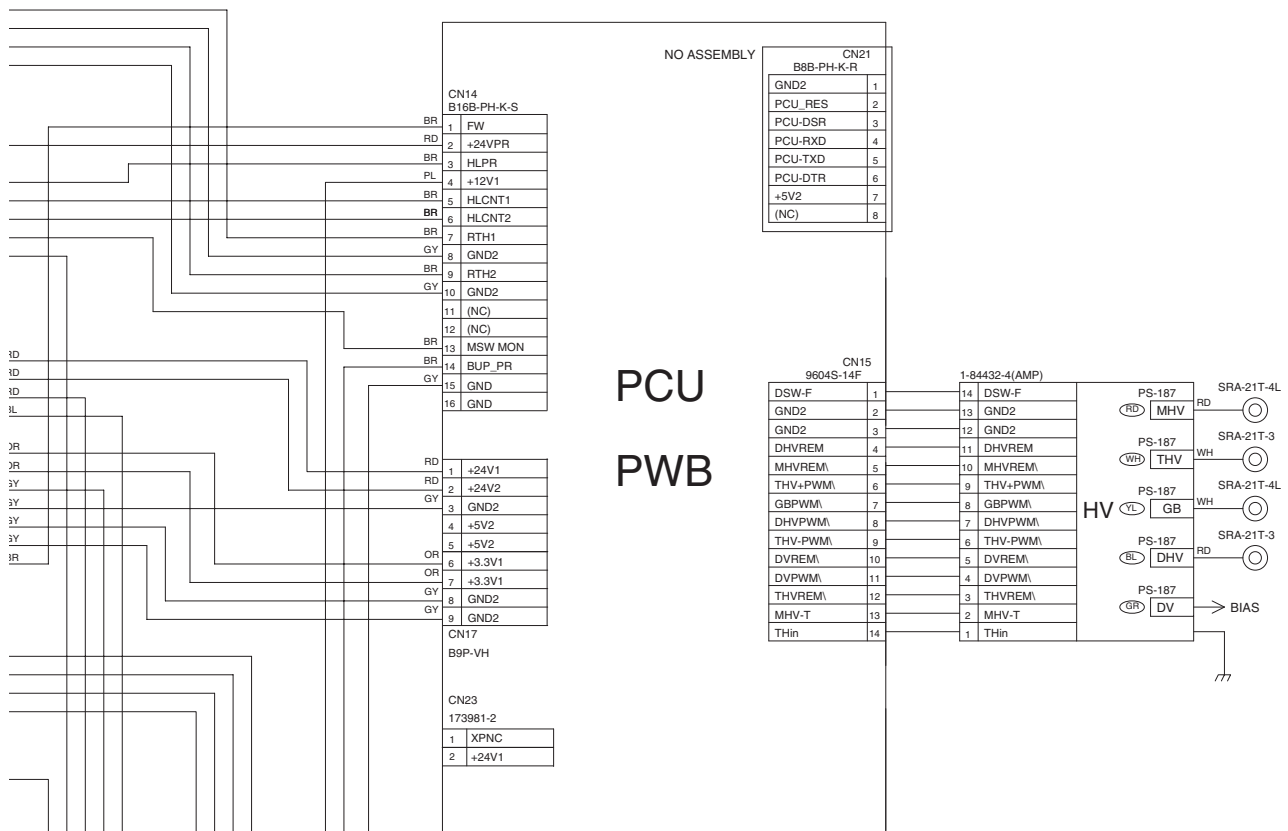 NO ASSEMBLY
CN21
B8B-PH-K-R
GND2 1
PCU_RES 2
PCU-DSR 3
PCU-RXD 4
PCU-TXD 5
PCU-DTR 6
+5V2 7
(NC) 8
CN14
B16B-PH-K-S
BR 1 FW
RD 2 +24VPR
BR 3 HLPR
PL 4 +12V1
BR 5 HLCNT1
BR 6 HLCNT2
BR 7 RTH1
GY 8 GND2
BR 9 RTH2
GY 10 GND2
11 (NC)
12 (NC)
BR 13 MSW MON
BR 14 BUP_PR
GY 15 GND
16 GND
RD
RD
RD
BL
OR
OR
GY
GY
GY
BR
RD 1 +24V1
RD 2 +24V2
GY 3 GND2
4 +5V2
5 +5V2
OR 6 +3.3V1
OR 7 +3.3V1
GY 8 GND2
GY 9 GND2
CN17
B9P-VH
CN23
173981-2
1 XPNC
2 +24V1
PCU
PWB
CN15
9604S-14F
DSW-F 1
GND2 2
GND2 3
DHVREM 4
MHVREM\ 5
THV+PWM\ 6
GBPWM\ 7
DHVPWM\ 8
THV-PWM\ 9
DVREM\ 10
DVPWM\ 11
THVREM\ 12
MHV-T 13
THin 14
1-84432-4(AMP)
14 DSW-F
13 GND2
12 GND2
11 DHVREM
10 MHVREM\
9 THV+PWM\
8 GBPWM\
7 DHVPWM\
6 THV-PWM\
5 DVREM\
4 DVPWM\
3 THVREM\
2 MHV-T
1 THin
HV
PS-187
RD MHV RD
SRA-21T-4L
PS-187
WH THV WH
SRA-21T-3
PS-187
YL GB WH
SRA-21T-4L
PS-187
BL DHV RD
SRA-21T-3
PS-187
GR DV BIAS